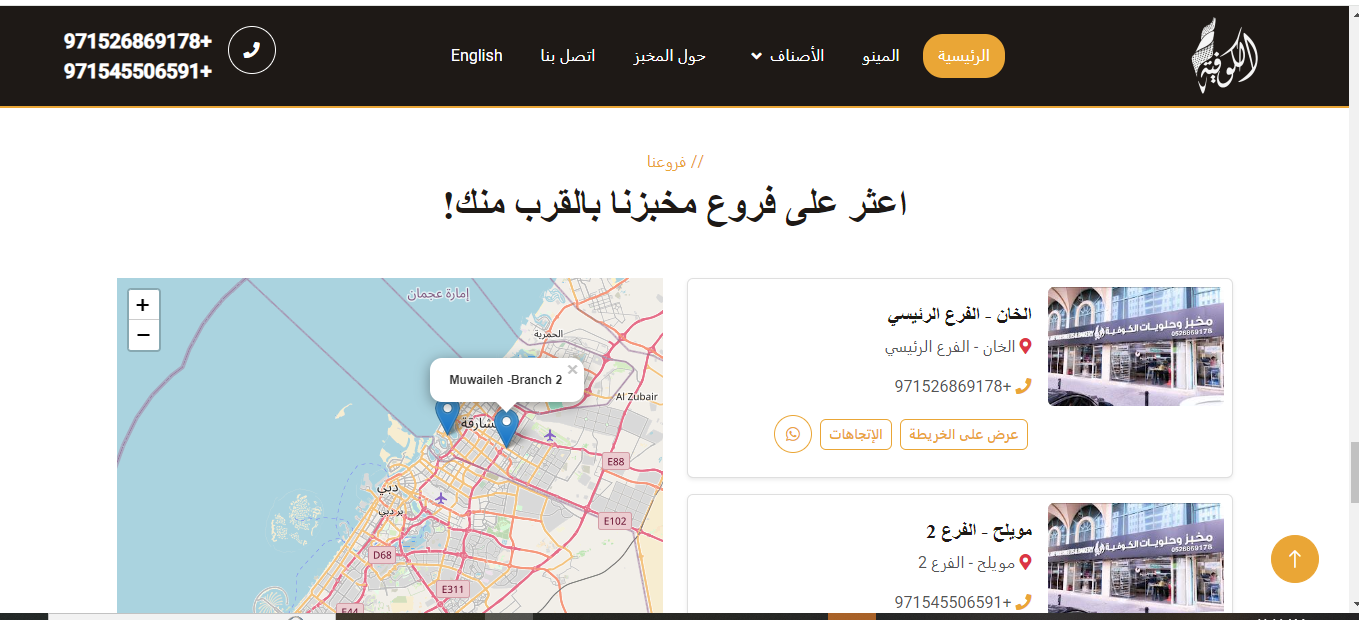 الكوفية
الرئيسية
المينو
الأصناف
حول المخبز
اتصل بنا
English
971526869178+
971545506591+
// فروعنا
اعثر على فروع مخبزنا بالقرب منك!
الخان - الفرع الرئيسي
الخان - الفرع الرئيسي
971526869178+
عرض على الخريطة
الإتجاهات
مخبز وحلويات الكوفية
0526869178
مويلح - الفرع 2
مويلح - الفرع 2
971545506591+
مخبز وحلويات الكوفية
0526869178
+
−
إمارة عجمان
الحمرية
Muwaileh -Branch 2
×
Al Zubair
الشارقة
E88
دبي
بر دبي
E102
D68
E311
E44